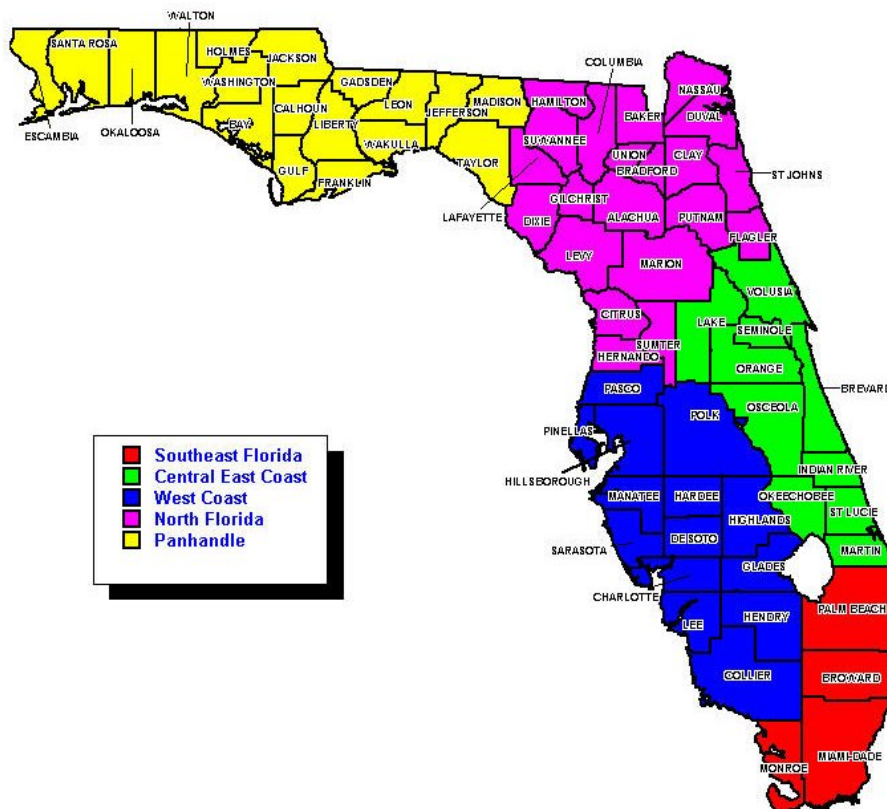 WALTON
SANTA ROSA
HOLMES
JACKSON
COLUMBIA
WASHINGTON
GADSDEN
NASSAU
CALHOUN
LEON
JEFFERSON
MADISON
HAMILTON
BAKER
DUVAL
ESCAMBIA
OKALOOSA
BAY
LIBERTY
WAKULLA
SUWANNEE
UNION
CLAY
GULF
FRANKLIN
TAYLOR
BRADFORD
ST JOHNS
LAFAYETTE
DIXIE
GILCHRIST
ALACHUA
PUTNAM
FLAGLER
LEVY
MARION
VOLUSIA
CITRUS
LAKE
SEMINOLE
SUMTER
HERNANDO
ORANGE
PASCO
BREVARD
POLK
OSCEOLA
PINELLAS
HILLSBOROUGH
INDIAN RIVER
MANATEE
HARDEE
OKEECHOBEE
HIGHLANDS
ST LUCIE
DESOTO
SARASOTA
MARTIN
GLADES
CHARLOTTE
PALM BEACH
LEE
HENDRY
COLLIER
BROWARD
MIAMI-DADE
MONROE
Southeast Florida
Central East Coast
West Coast
North Florida
Panhandle